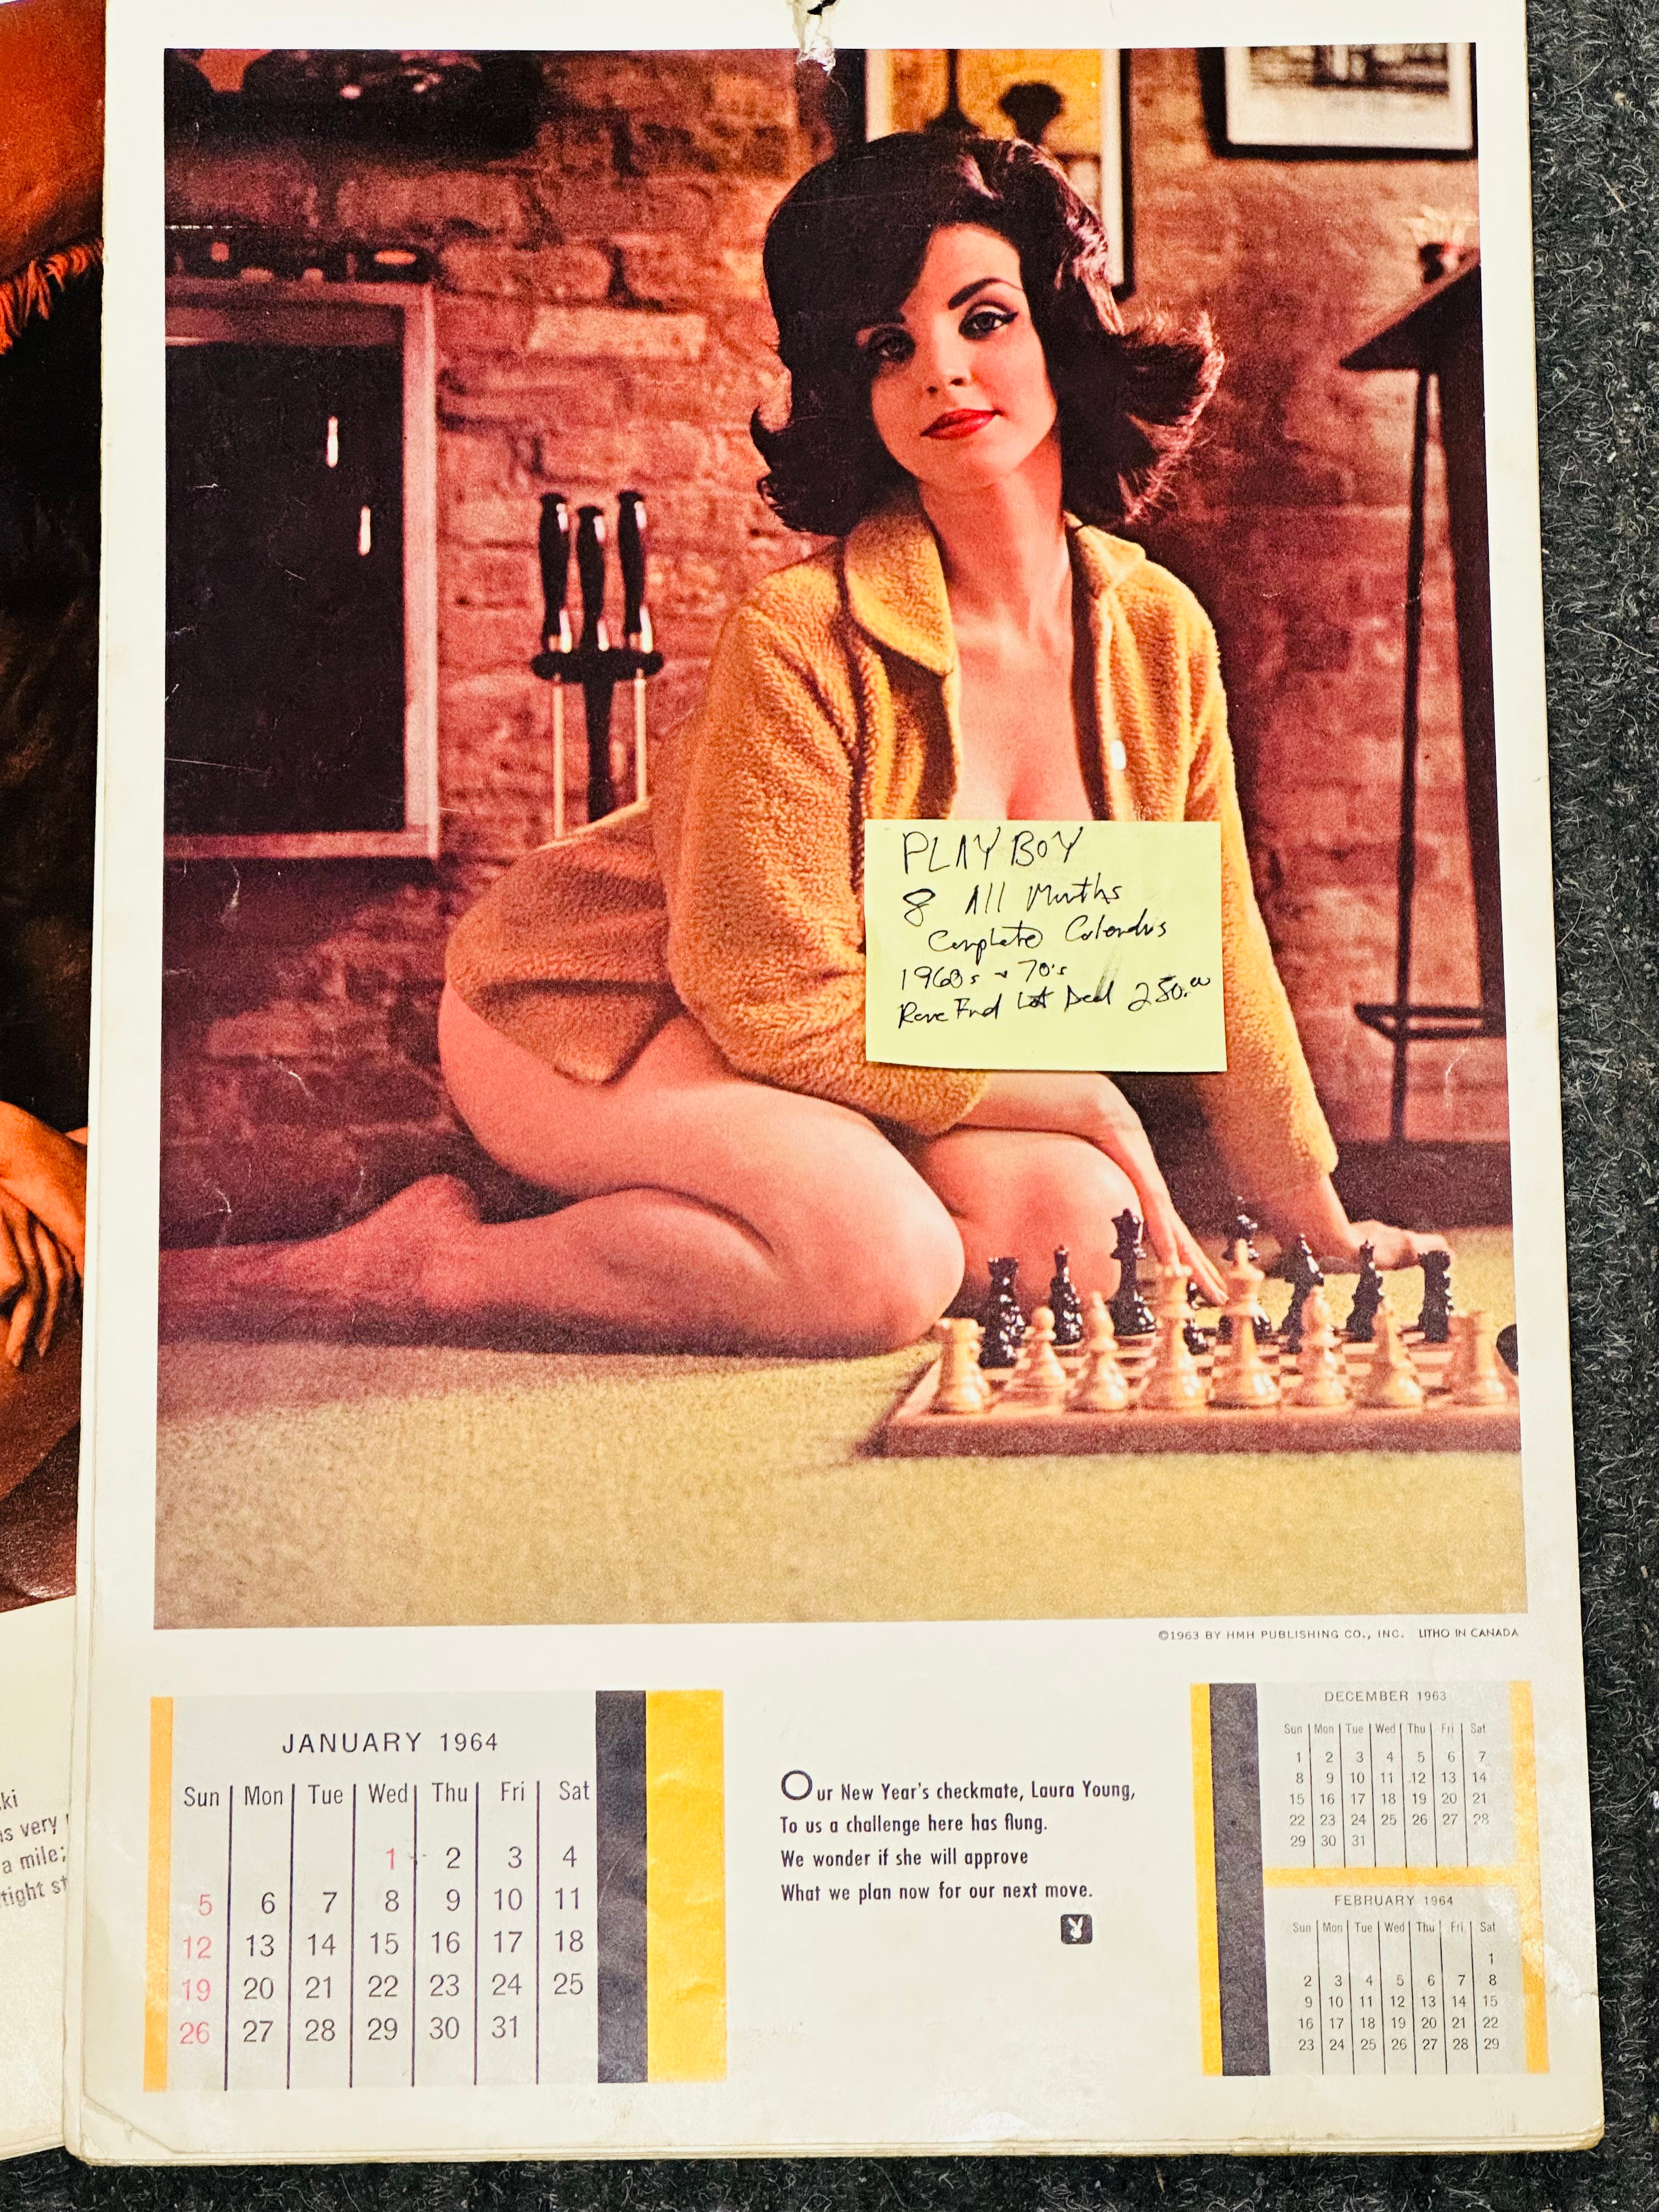 PLAYBOY
8 All Months
Complete Calendars
1960s + 70's
Rare Find Lot Deal 250.00
©1963 BY HMH PUBLISHING CO., INC. LITHO IN CANADA
JANUARY 1964
Sun Mon Tue Wed Thu Fri Sat
1 2 3 4
5 6 7 8 9 10 11
12 13 14 15 16 17 18
19 20 21 22 23 24 25
26 27 28 29 30 31
Our New Year's checkmate, Laura Young,
To us a challenge here has flung.
We wonder if she will approve
What we plan now for our next move.
DECEMBER 1963
Sun Mon Tue Wed Thu Fri Sat
1 2 3 4 5 6 7
8 9 10 11 12 13 14
15 16 17 18 19 20 21
22 23 24 25 26 27 28
29 30 31
FEBRUARY 1964
Sun Mon Tue Wed Thu Fri Sat
1
2 3 4 5 6 7 8
9 10 11 12 13 14 15
16 17 18 19 20 21 22
23 24 25 26 27 28 29
ki
as very
a mile;
tight st